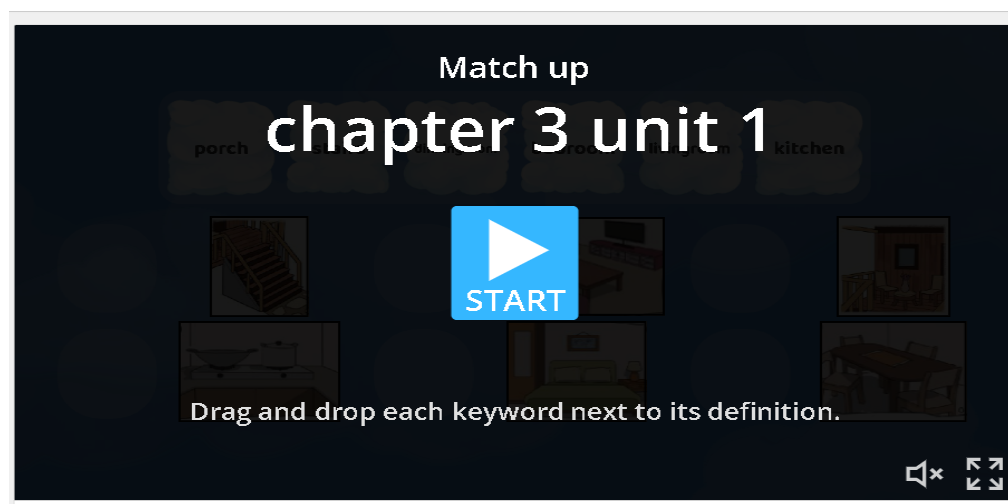 Match up
chapter 3 unit 1
porch kitchen
START
Drag and drop each keyword next to its definition.